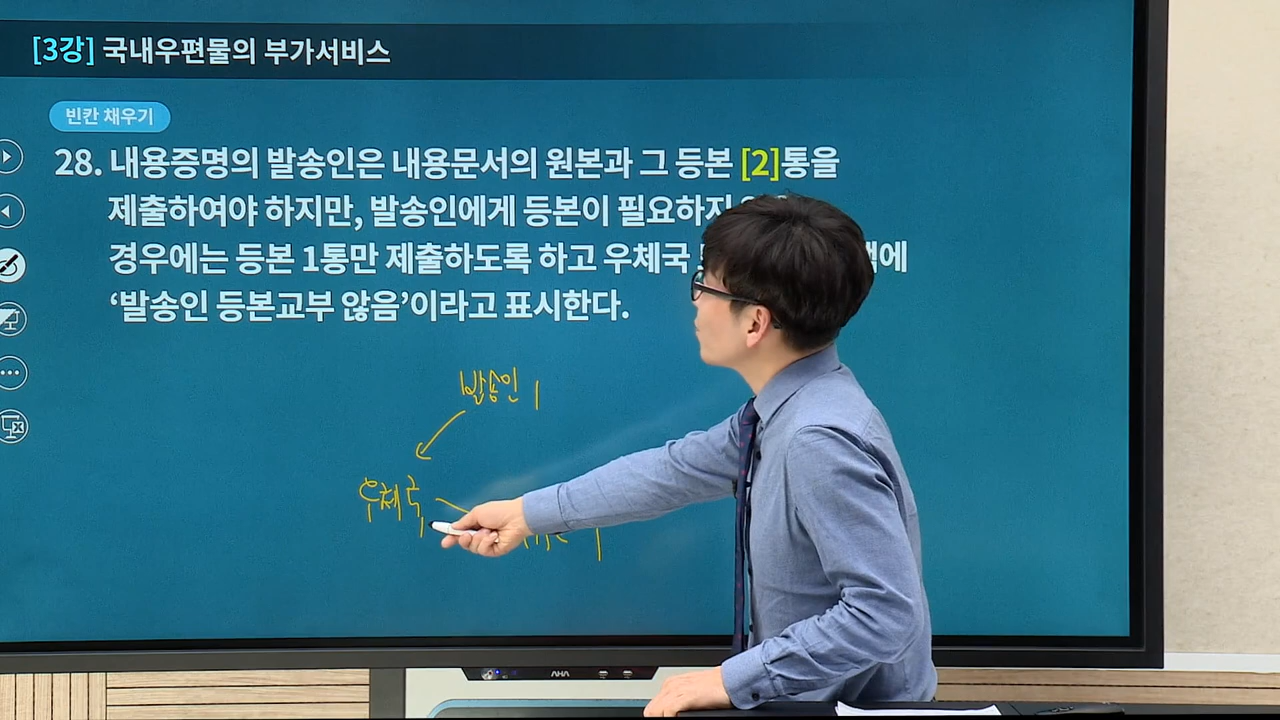 [3강] 국내우편물의 부가서비스
빈칸 채우기
28. 내용증명의 발송인은 내용문서의 원본과 그 등본 [2]통을
제출하여야 하지만, 발송인에게 등본이 필요하지
경우에는 등본 1통만 제출하도록 하고 우체국
‘발송인 등본교부 않음’이라고 표시한다.
발송인 1
우체국
AHA